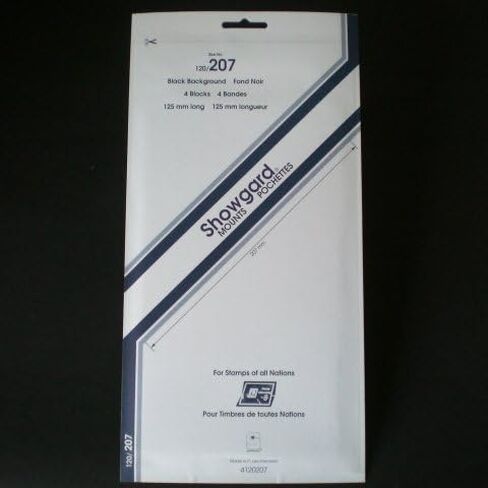 Size No.
120/207
Black Background Fond Noir
4 Blocks 4 Bandes
125 mm long 125 mm longueur
Showgard
MOUNTS POCHETTES
207 mm
For Stamps of all Nations
Pour Timbres de toutes Nations
d120207
120/207